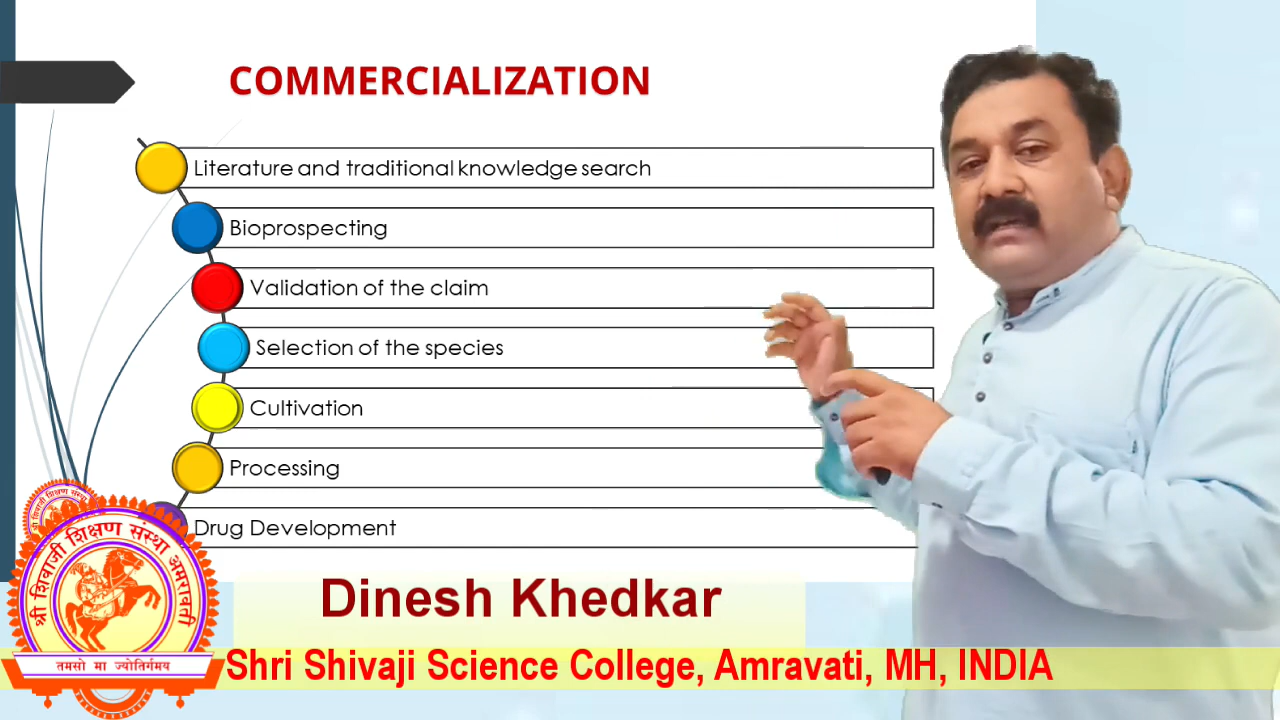 COMMERCIALIZATION
Literature and traditional knowledge search
Bioprospecting
Validation of the claim
Selection of the species
Cultivation
Processing
Drug Development
Dinesh Khedkar
Shri Shivaji Science College, Amravati, MH, INDIA
श्री शिवाजी शिक्षण संस्था अमरावती
तमसो मा ज्योतिर्गमय